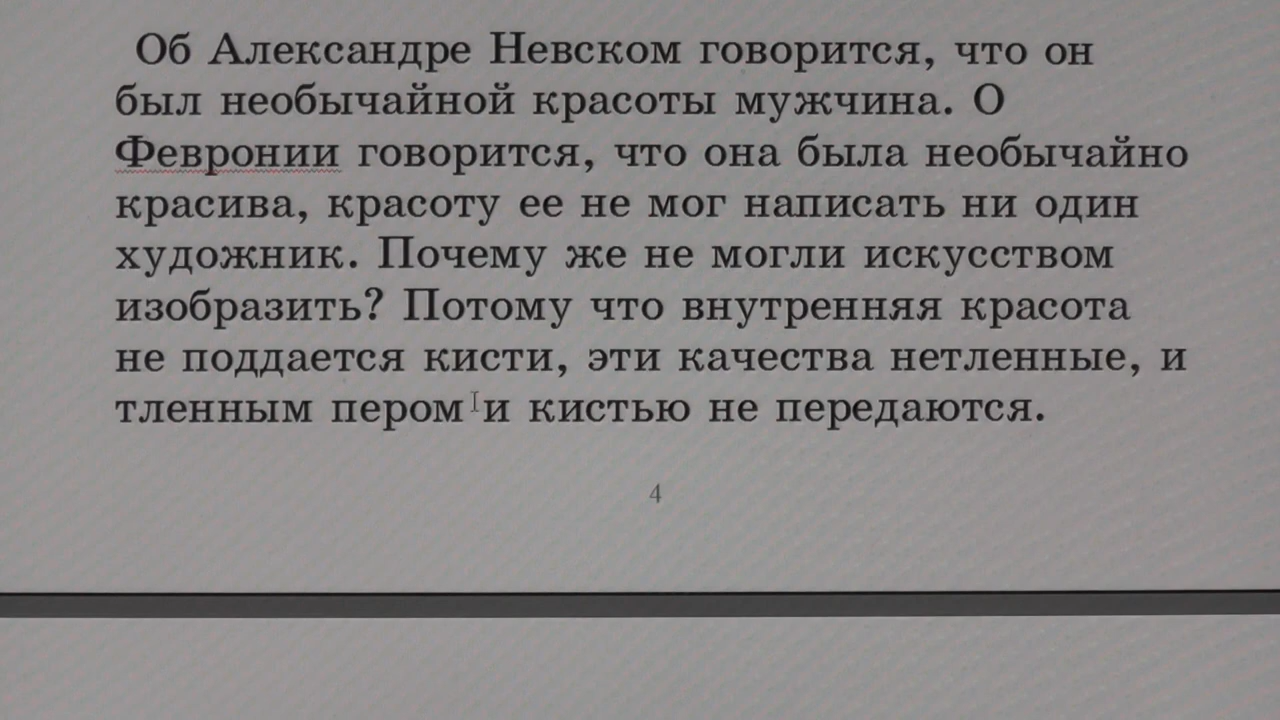 Об Александре Невском говорится, что он
был необычайной красоты мужчина. О
Февронии говорится, что она была необычайно
красива, красоту ее не мог написать ни один
художник. Почему же не могли искусством
изобразить? Потому что внутренняя красота
не поддается кисти, эти качества нетленные, и
тленным пером и кистью не передаются.
4